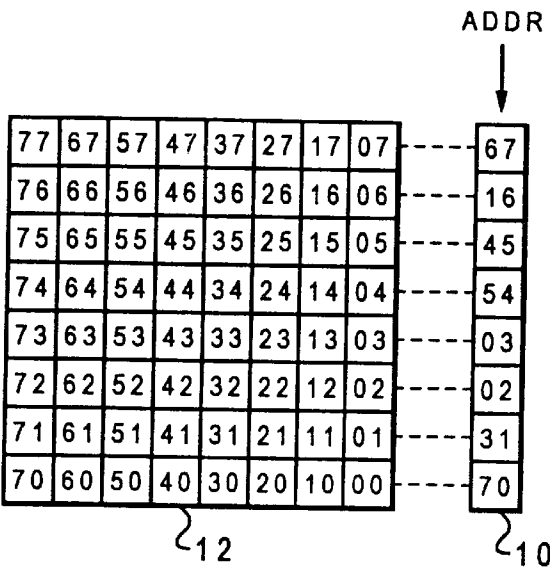 ADDR
77 67 57 47 37 27 17 07 67
76 66 56 46 36 26 16 06 16
75 65 55 45 35 25 15 05 45
74 64 54 44 34 24 14 04 54
73 63 53 43 33 23 13 03 03
72 62 52 42 32 22 12 02 02
71 61 51 41 31 21 11 01 31
70 60 50 40 30 20 10 00 70
12 10